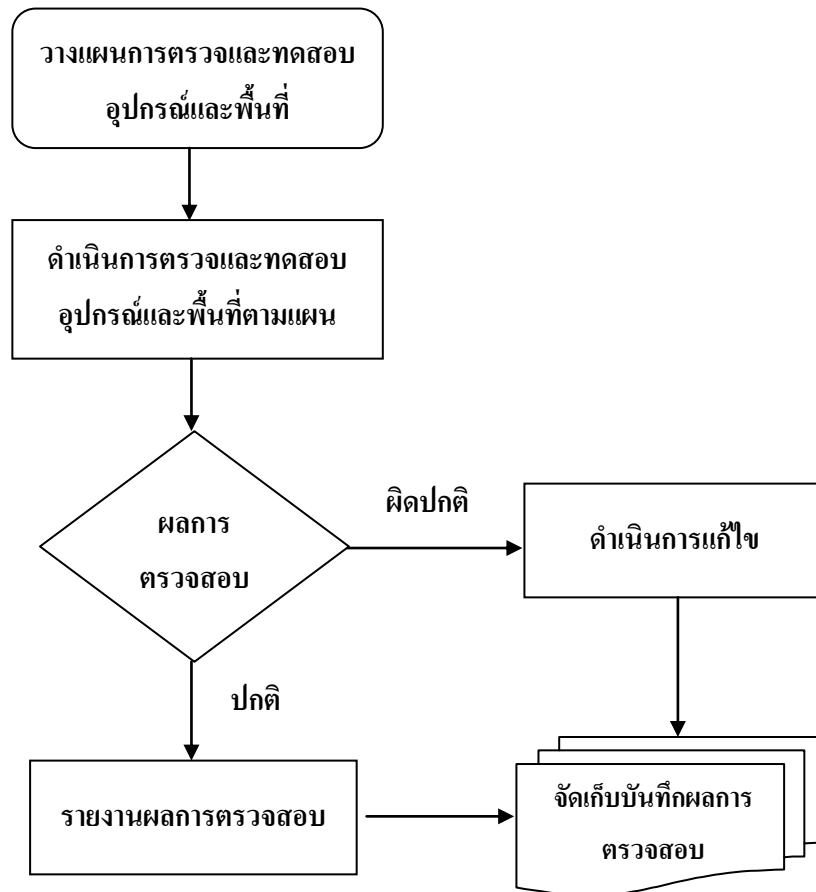 วางแผนการตรวจและทดสอบ
อุปกรณ์และพื้นที่
ดำเนินการตรวจและทดสอบ
อุปกรณ์และพื้นที่ตามแผน
ผลการ
ตรวจสอบ
ผิดปกติ
ดำเนินการแก้ไข
ปกติ
รายงานผลการตรวจสอบ
จัดเก็บบันทึกผลการ
ตรวจสอบ